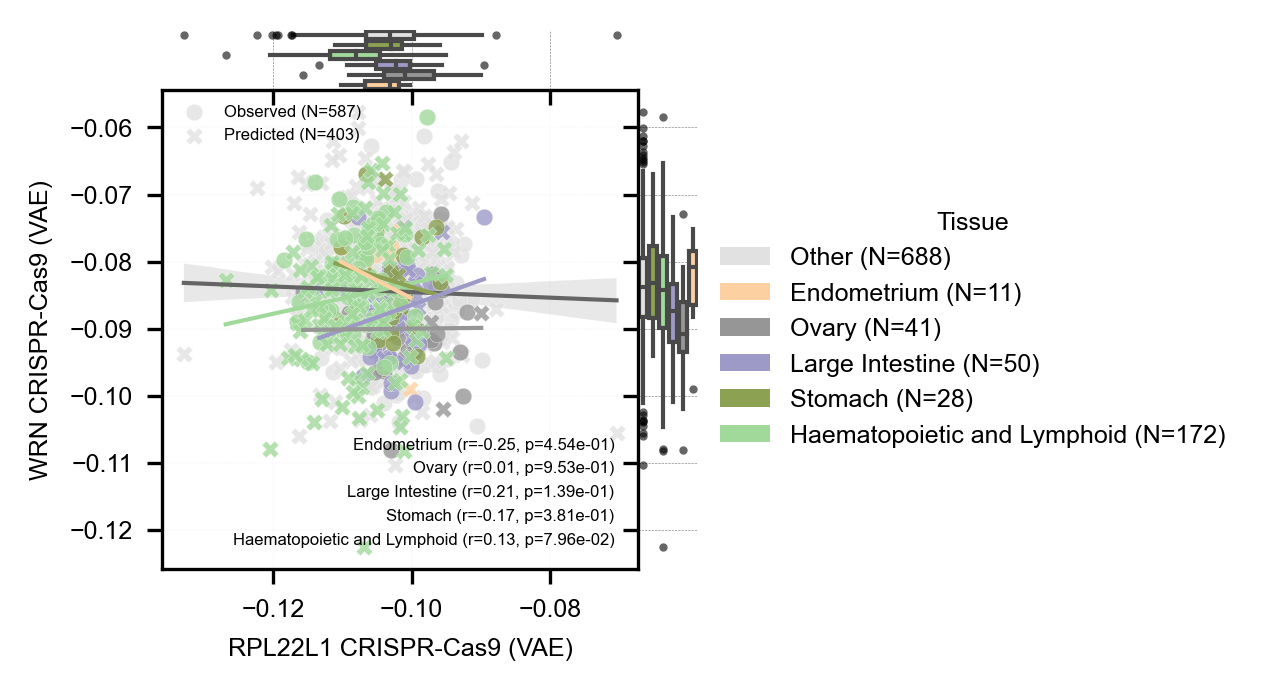 Observed (N=587)
Predicted (N=403)
−0.06
−0.07
−0.08
−0.09
−0.10
−0.11
−0.12
WRN CRISPR-Cas9 (VAE)
Endometrium (r=-0.25, p=4.54e-01)
Ovary (r=0.01, p=9.53e-01)
Large Intestine (r=0.21, p=1.39e-01)
Stomach (r=-0.17, p=3.81e-01)
Haematopoietic and Lymphoid (r=0.13, p=7.96e-02)
−0.12
−0.10
−0.08
RPL22L1 CRISPR-Cas9 (VAE)
Tissue
Other (N=688)
Endometrium (N=11)
Ovary (N=41)
Large Intestine (N=50)
Stomach (N=28)
Haematopoietic and Lymphoid (N=172)